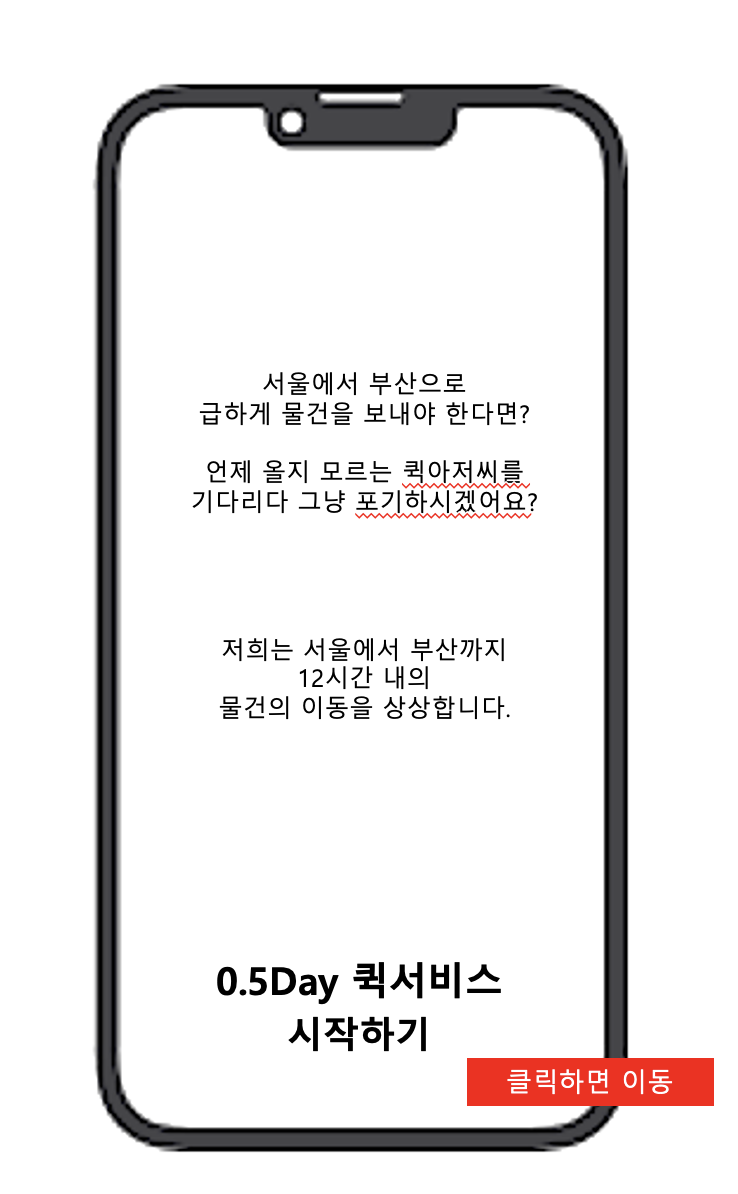 서울에서 부산으로
급하게 물건을 보내야 한다면?
언제 올지 모르는 퀵아저씨를
기다리다 그냥 포기하시겠어요?
저희는 서울에서 부산까지
12시간 내의
물건의 이동을 상상합니다.
0.5Day 퀵서비스
시작하기
클릭하면 이동